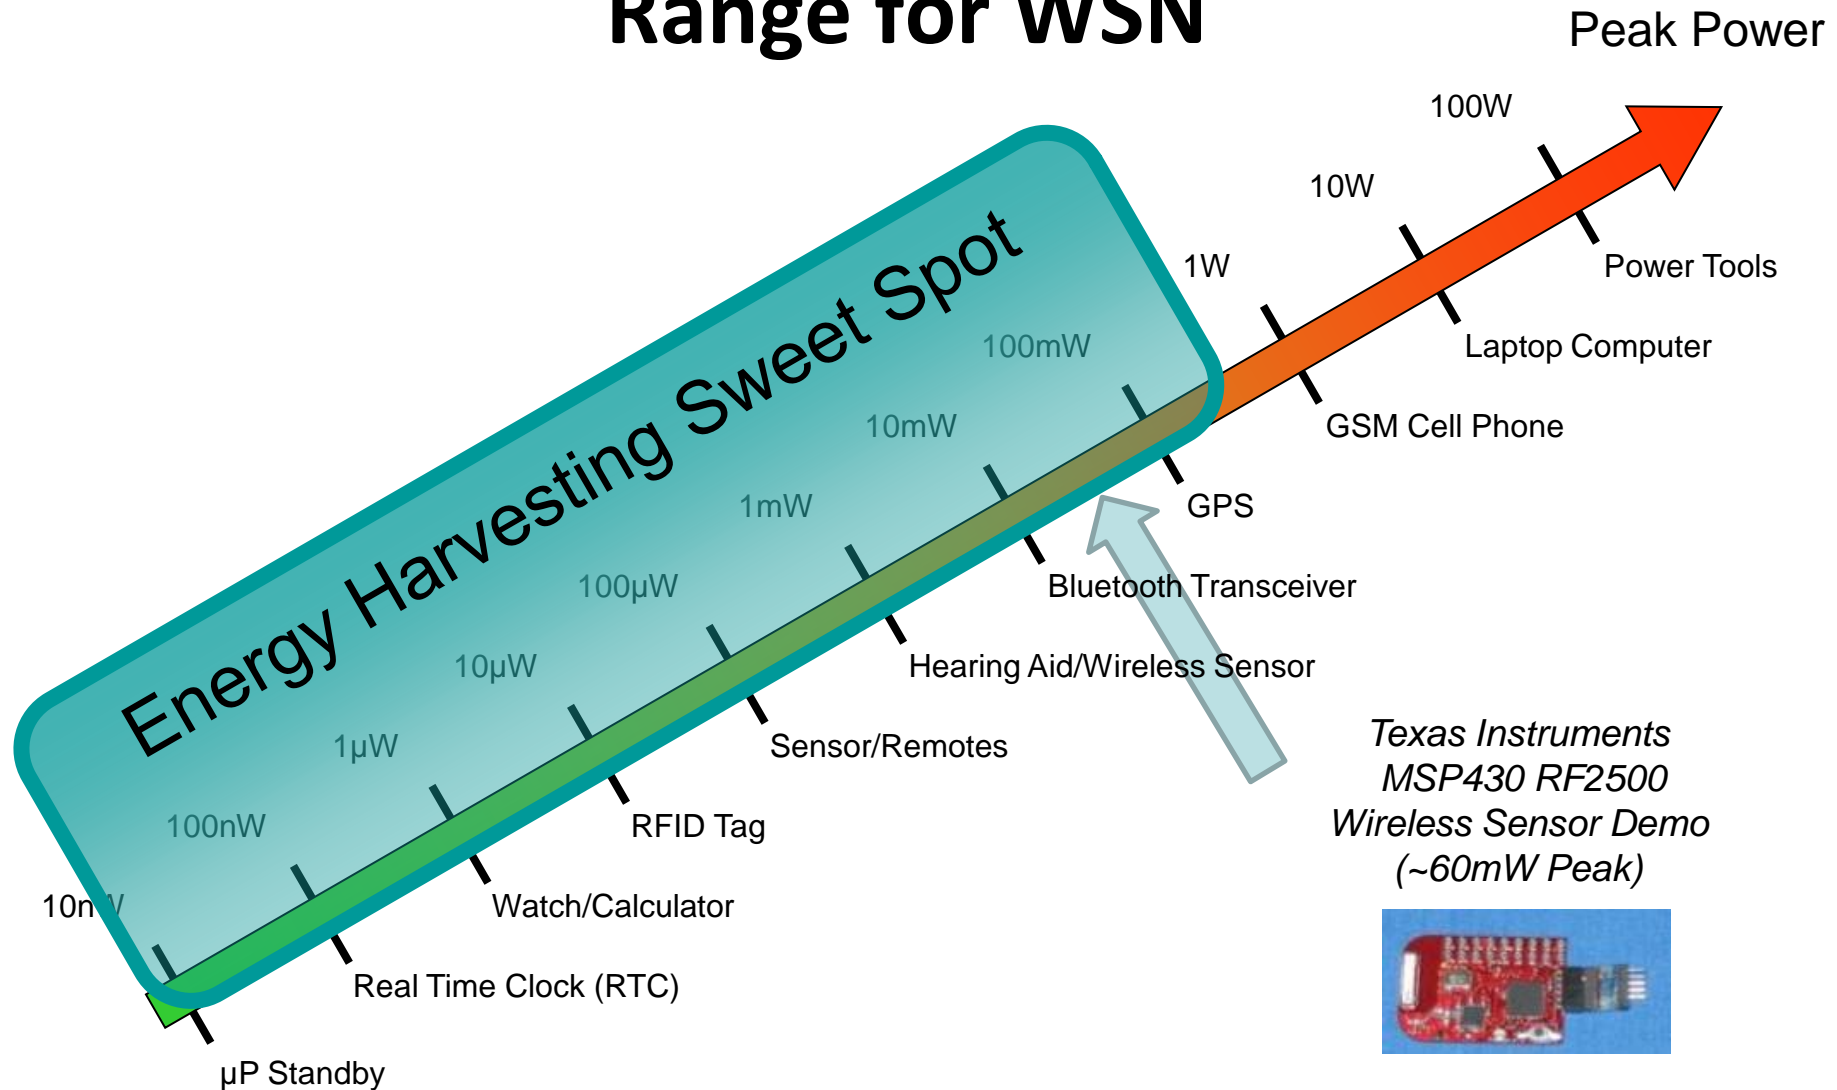 Range for WSN
Peak Power
100W
10W
1W
100mW
10mW
1mW
100µW
10µW
1µW
100nW
10nW
Energy Harvesting Sweet Spot
Power Tools
Laptop Computer
GSM Cell Phone
GPS
Bluetooth Transceiver
Hearing Aid/Wireless Sensor
Sensor/Remotes
RFID Tag
Watch/Calculator
Real Time Clock (RTC)
µP Standby
Texas Instruments
MSP430 RF2500
Wireless Sensor Demo
(~60mW Peak)